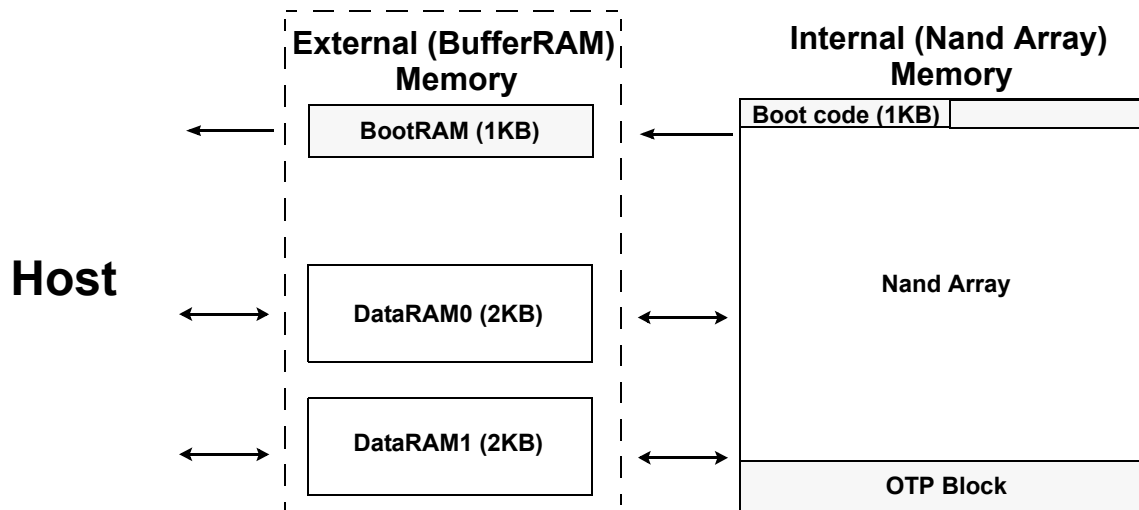 External (BufferRAM)
Memory
Internal (Nand Array)
Memory
BootRAM (1KB)
Boot code (1KB)
Host
Nand Array
DataRAM0 (2KB)
DataRAM1 (2KB)
OTP Block